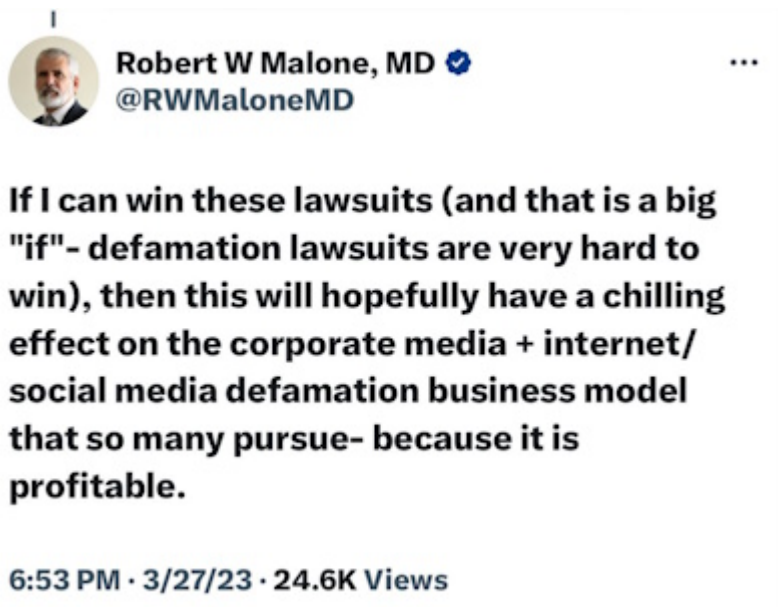 Robert W Malone, MD
@RWMaloneMD
If I can win these lawsuits (and that is a big
"if"- defamation lawsuits are very hard to
win), then this will hopefully have a chilling
effect on the corporate media + internet/
social media defamation business model
that so many pursue- because it is
profitable.
6:53 PM · 3/27/23 · 24.6K Views